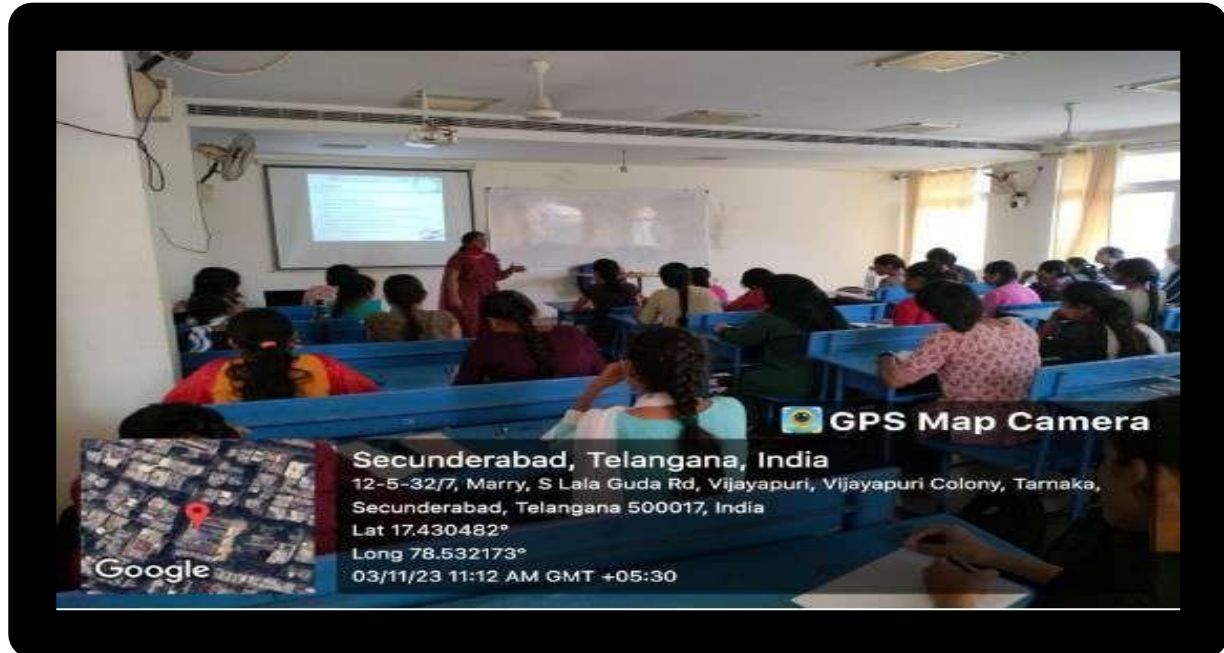 GPS Map Camera
Secunderabad, Telangana, India
12-5-32/7, Marry, S Lala Guda Rd, Vijayapuri, Vijayapuri Colony, Tarnaka,
Secunderabad, Telangana 500017, India
Lat 17.430482°
Long 78.532173°
03/11/23 11:12 AM GMT +05:30
Google